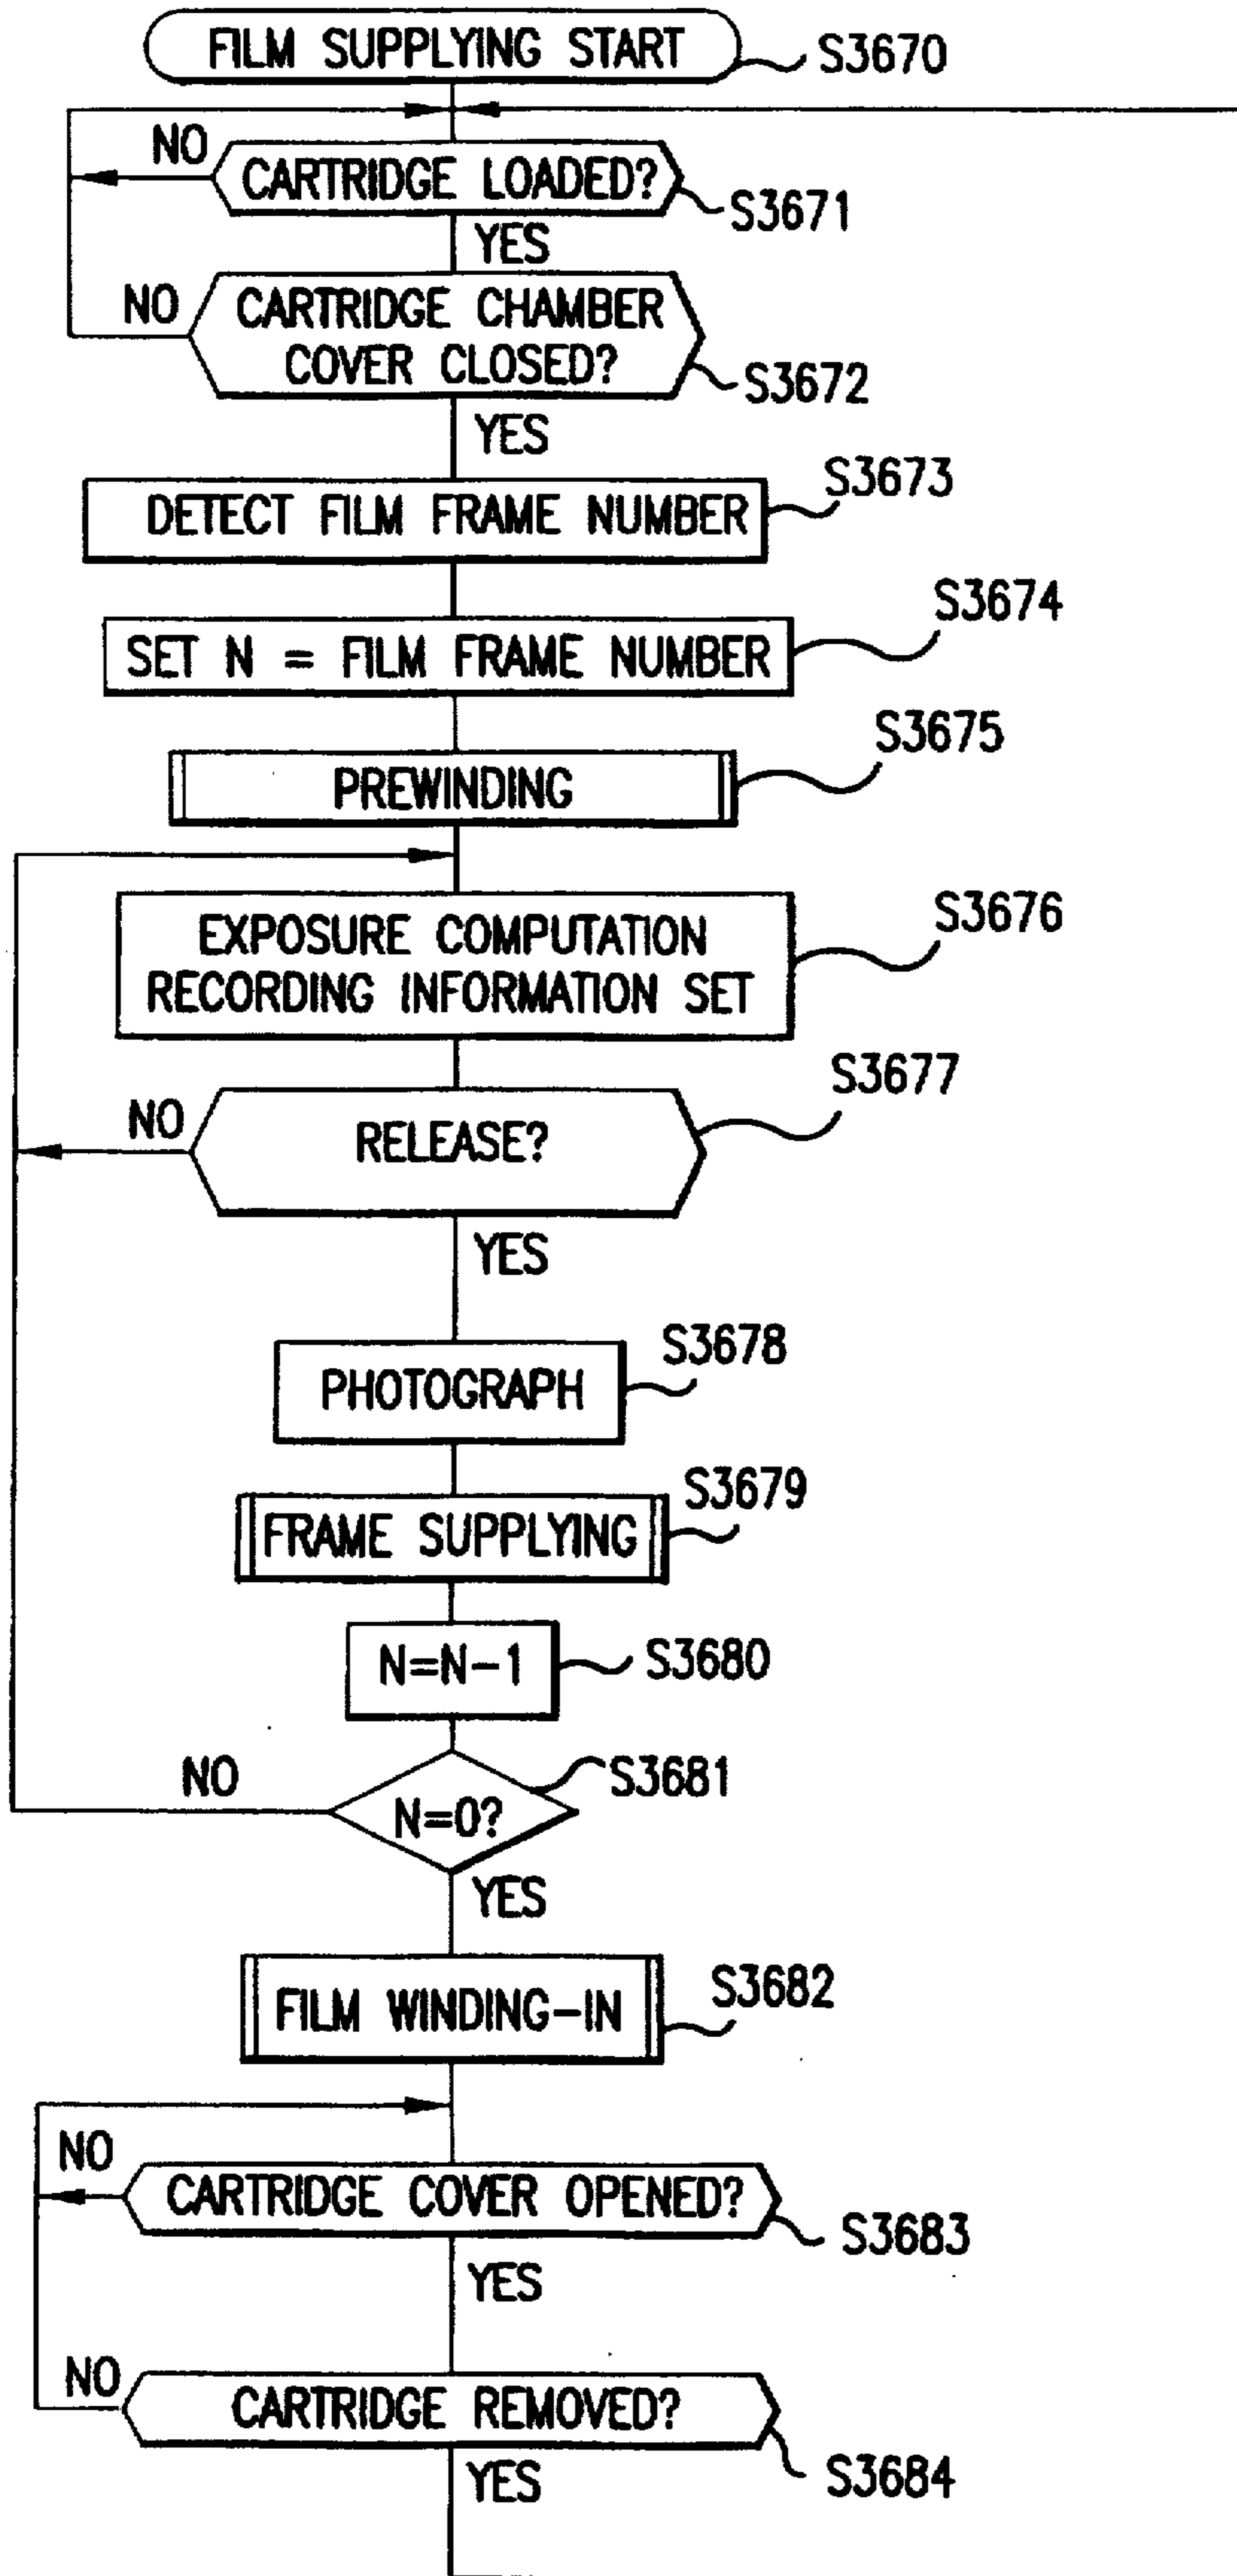 FILM SUPPLYING START
S3670
NO
CARTRIDGE LOADED?
S3671
YES
NO
CARTRIDGE CHAMBER
COVER CLOSED?
S3672
YES
S3673
DETECT FILM FRAME NUMBER
S3674
SET N = FILM FRAME NUMBER
S3675
PREWINDING
EXPOSURE COMPUTATION
RECORDING INFORMATION SET
S3676
S3677
NO
RELEASE?
YES
S3678
PHOTOGRAPH
S3679
FRAME SUPPLYING
N=N-1
S3680
NO
N=0?
S3681
YES
S3682
FILM WINDING-IN
NO
CARTRIDGE COVER OPENED?
S3683
YES
NO
CARTRIDGE REMOVED?
S3684
YES